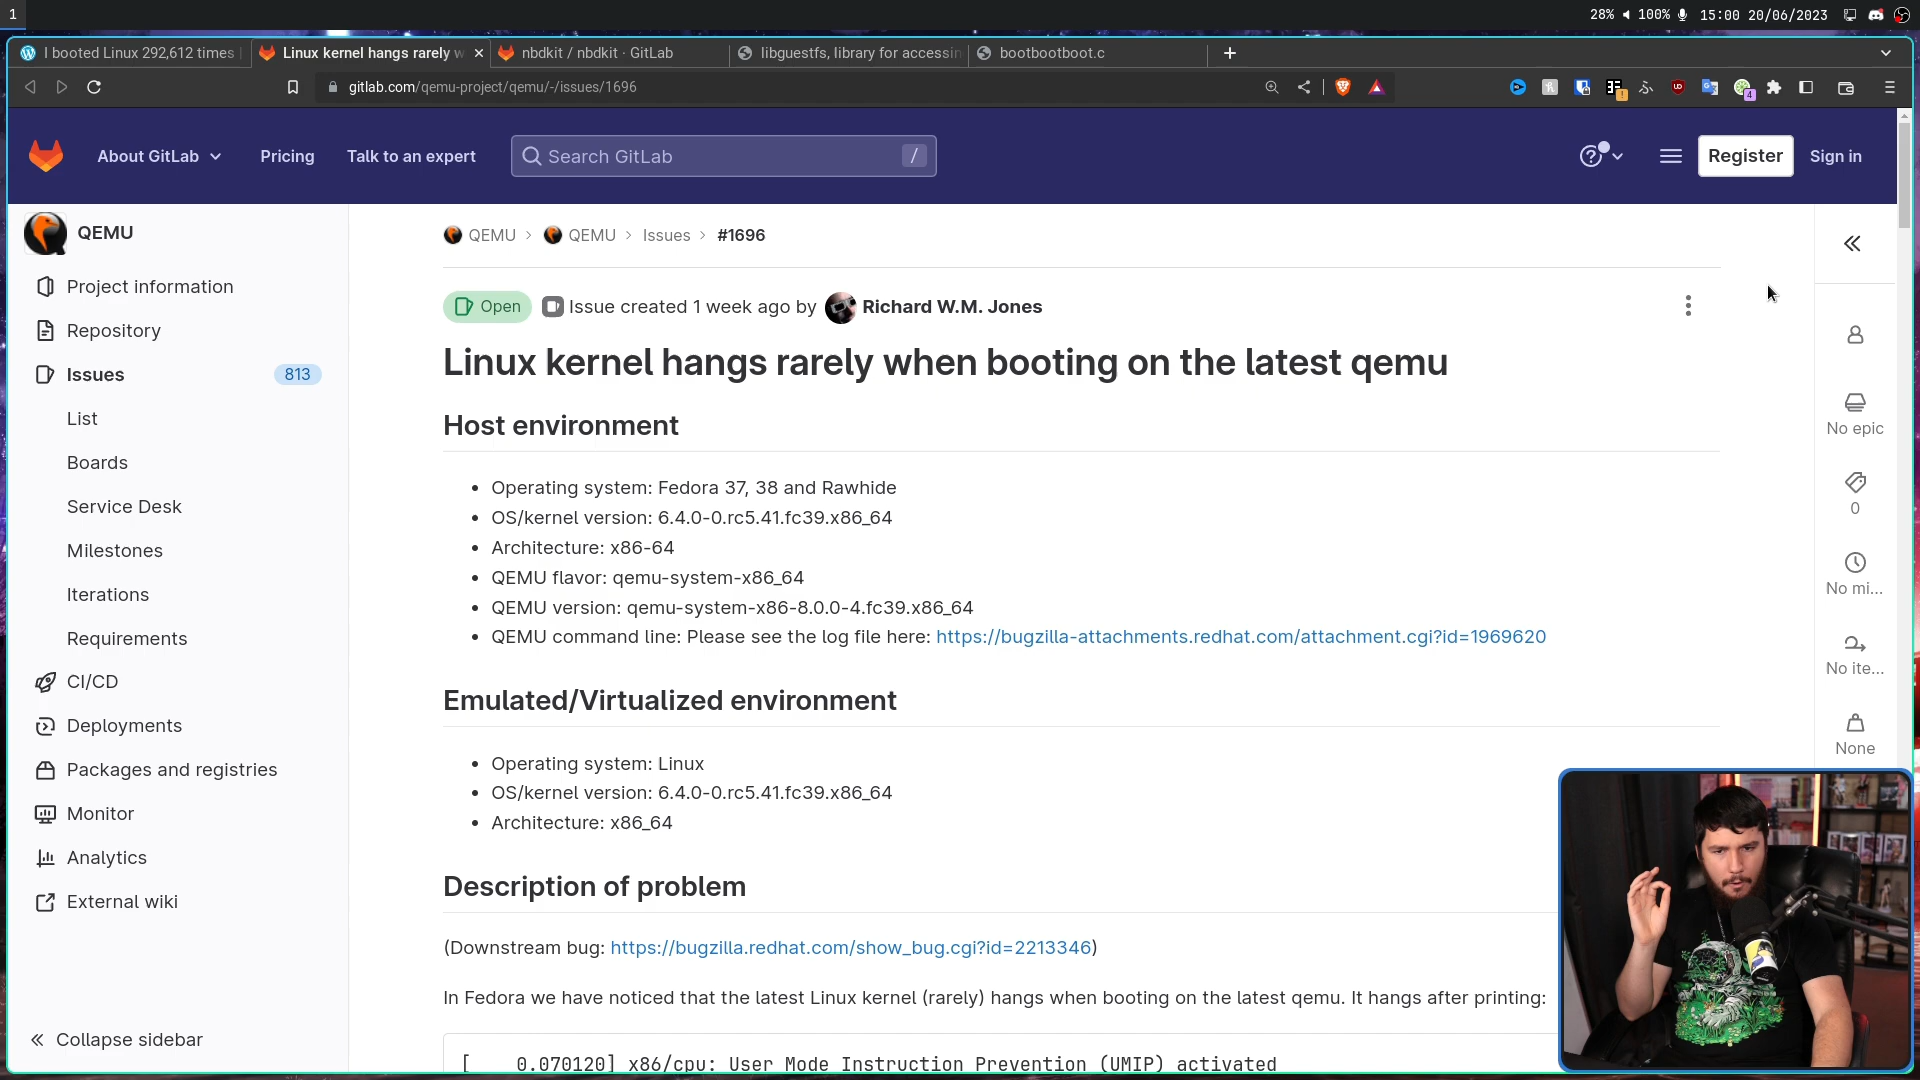 1
28% 100% 15:00 20/06/2023
I booted Linux 292,612 times
Linux kernel hangs rarely w
nbdkit / nbdkit · GitLab
libguestfs, library for accessin
bootbootboot.c
gitlab.com/qemu-project/qemu/-/issues/1696
4
About GitLab
Pricing
Talk to an expert
Search GitLab
/
Register
Sign in
QEMU
Project information
Repository
Issues 813
List
Boards
Service Desk
Milestones
Iterations
Requirements
CI/CD
Deployments
Packages and registries
Monitor
Analytics
External wiki
Collapse sidebar
QEMU > QEMU > Issues > #1696
Open Issue created 1 week ago by Richard W.M. Jones
Linux kernel hangs rarely when booting on the latest qemu
Host environment
• Operating system: Fedora 37, 38 and Rawhide
• OS/kernel version: 6.4.0-0.rc5.41.fc39.x86_64
• Architecture: x86-64
• QEMU flavor: qemu-system-x86_64
• QEMU version: qemu-system-x86-8.0.0-4.fc39.x86_64
• QEMU command line: Please see the log file here: https://bugzilla-attachments.redhat.com/attachment.cgi?id=1969620
Emulated/Virtualized environment
• Operating system: Linux
• OS/kernel version: 6.4.0-0.rc5.41.fc39.x86_64
• Architecture: x86_64
Description of problem
(Downstream bug: https://bugzilla.redhat.com/show_bug.cgi?id=2213346)
In Fedora we have noticed that the latest Linux kernel (rarely) hangs when booting on the latest qemu. It hangs after printing:
[    0.070120] x86/cpu: User Mode Instruction Prevention (UMIP) activated
No epic
0
No mi...
No ite...
None